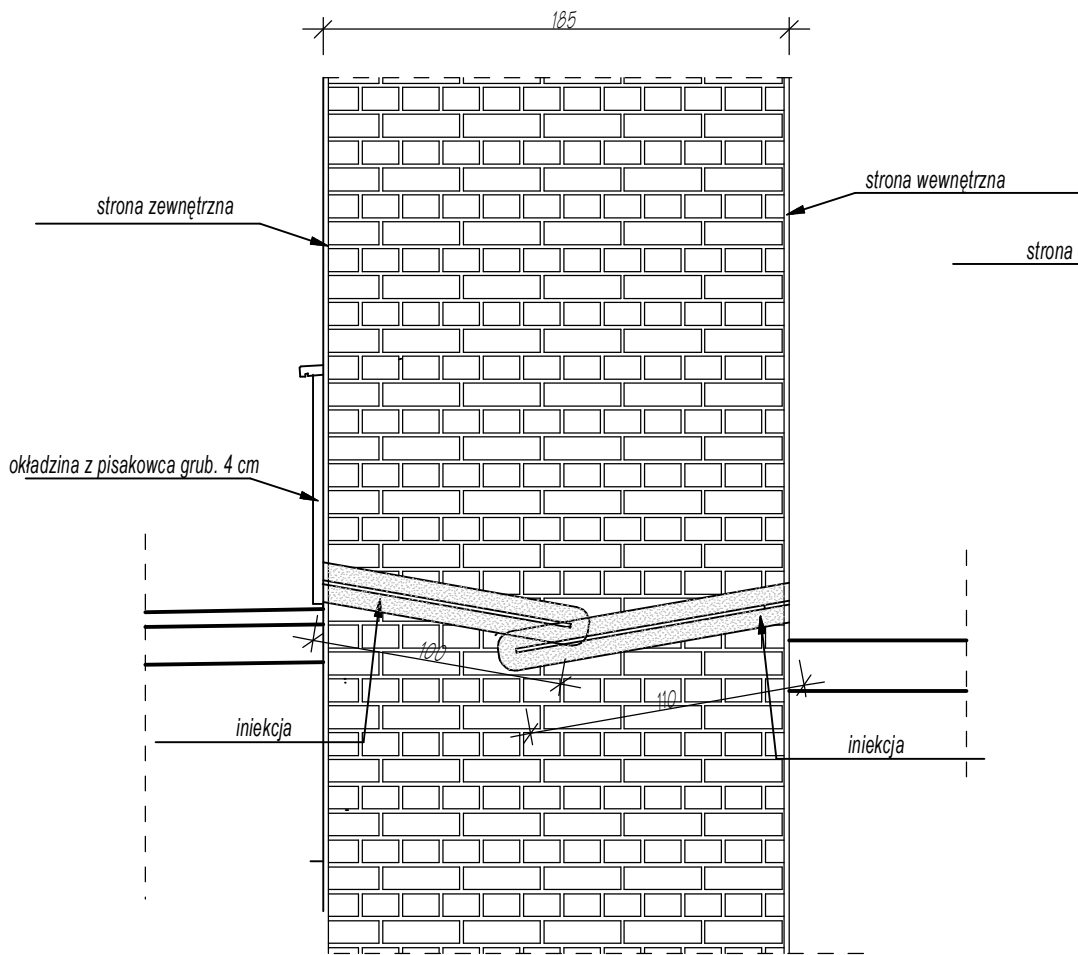 185
strona wewnętrzna
strona zewnętrzna
strona
okładzina z pisakowca grub. 4 cm
100
110
iniekcja
iniekcja